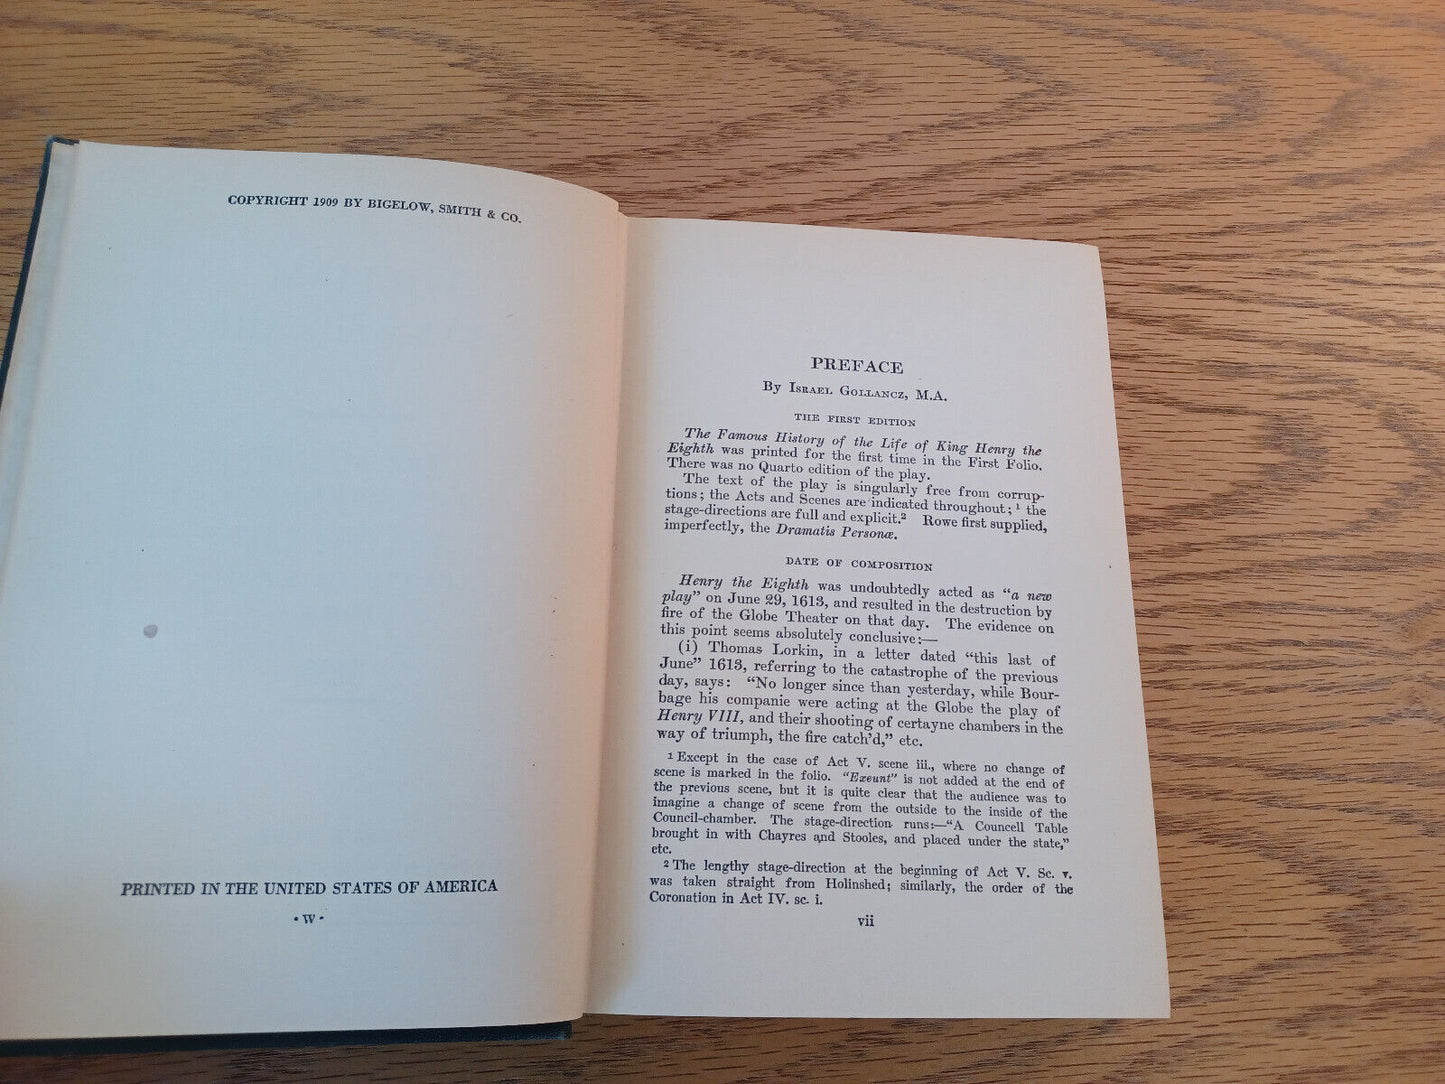 COPYRIGHT 1909 BY BIGELOW, SMITH & CO.
PRINTED IN THE UNITED STATES OF AMERICA
• W •
PREFACE
By Israel Gollancz, M.A.
THE FIRST EDITION
The Famous History of the Life of King Henry the
Eighth was printed for the first time in the First Folio.
There was no Quarto edition of the play.
The text of the play is singularly free from corrup-
tions; the Acts and Scenes are indicated throughout;¹ the
stage-directions are full and explicit.² Rowe first supplied,
imperfectly, the Dramatis Personæ.
DATE OF COMPOSITION
Henry the Eighth was undoubtedly acted as "a new
play" on June 29, 1613, and resulted in the destruction by
fire of the Globe Theater on that day. The evidence on
this point seems absolutely conclusive:—
(i) Thomas Lorkin, in a letter dated "this last of
June" 1613, referring to the catastrophe of the previous
day, says: "No longer since than yesterday, while Bour-
bage his companie were acting at the Globe the play of
Henry VIII, and their shooting of certayne chambers in the
way of triumph, the fire catch'd," etc.
¹ Except in the case of Act V. scene iii., where no change of
scene is marked in the folio. "Exeunt" is not added at the end of
the previous scene, but it is quite clear that the audience was to
imagine a change of scene from the outside to the inside of the
Council-chamber. The stage-direction runs:—"A Councell Table
brought in with Chayres and Stooles, and placed under the state,"
etc.
² The lengthy stage-direction at the beginning of Act V. Sc. v.
was taken straight from Holinshed; similarly, the order of the
Coronation in Act IV. sc. i.
vii